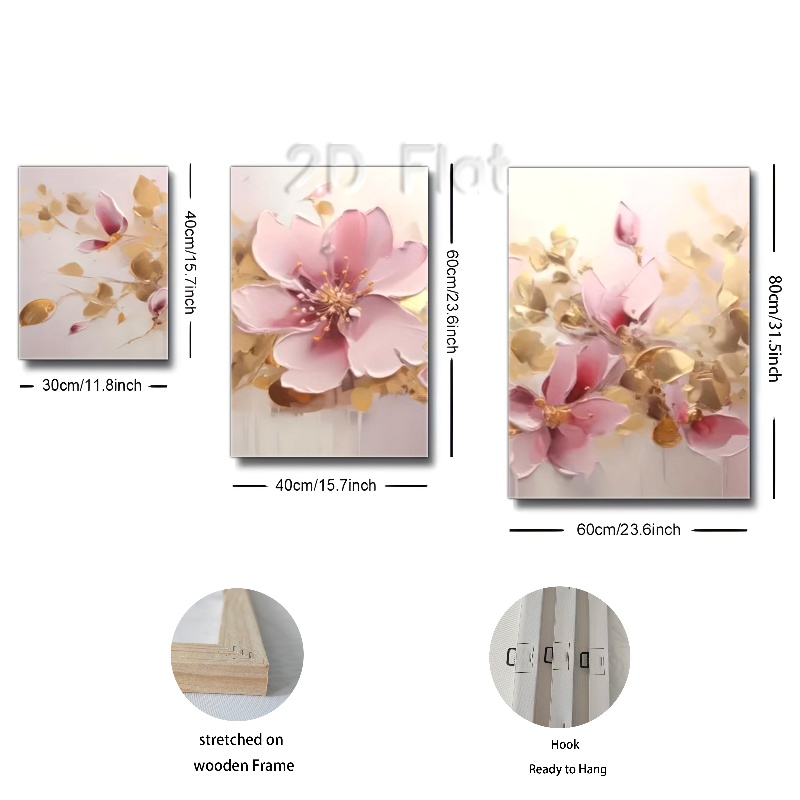 2D Flat
40cm/15.7inch
60cm/23.6inch
80cm/31.5inch
30cm/11.8inch
40cm/15.7inch
60cm/23.6inch
stretched on
wooden Frame
Hook
Ready to Hang